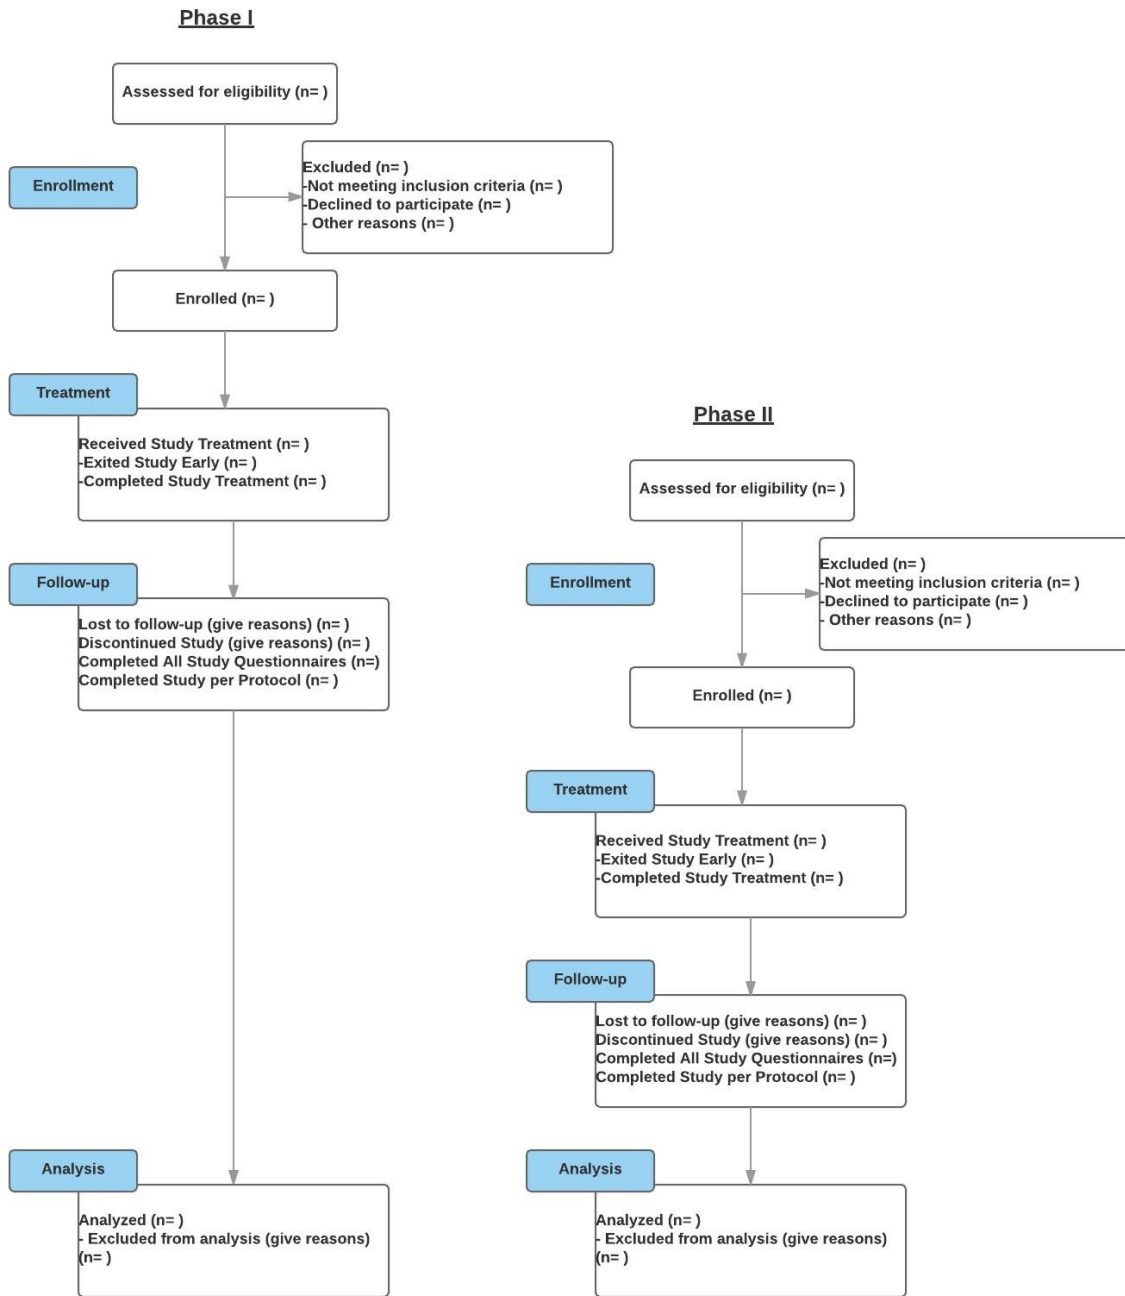 Phase I
Assessed for eligibility (n= )
Enrollment
Excluded (n= )
-Not meeting inclusion criteria (n= )
-Declined to participate (n= )
- Other reasons (n= )
Enrolled (n= )
Treatment
Received Study Treatment (n= )
-Exited Study Early (n= )
-Completed Study Treatment (n= )
Follow-up
Lost to follow-up (give reasons) (n= )
Discontinued Study (give reasons) (n= )
Completed All Study Questionnaires (n=)
Completed Study per Protocol (n= )
Analysis
Analyzed (n= )
- Excluded from analysis (give reasons)
(n= )
Phase II
Assessed for eligibility (n= )
Enrollment
Excluded (n= )
-Not meeting inclusion criteria (n= )
-Declined to participate (n= )
- Other reasons (n= )
Enrolled (n= )
Treatment
Received Study Treatment (n= )
-Exited Study Early (n= )
-Completed Study Treatment (n= )
Follow-up
Lost to follow-up (give reasons) (n= )
Discontinued Study (give reasons) (n= )
Completed All Study Questionnaires (n=)
Completed Study per Protocol (n= )
Analysis
Analyzed (n= )
- Excluded from analysis (give reasons)
(n= )